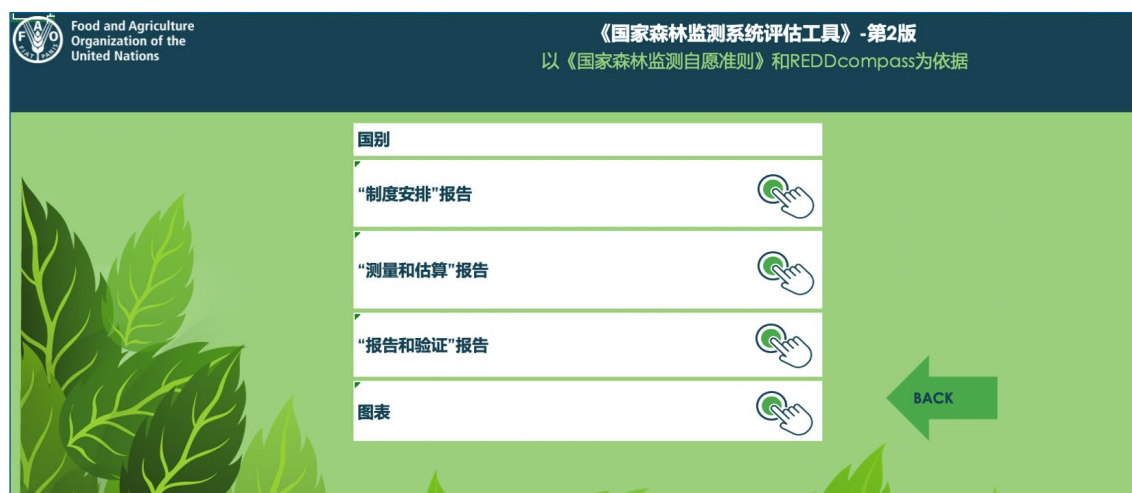 Food and Agriculture
Organization of the
United Nations
FAO
FIAT PANIS
《国家森林监测系统评估工具》-第2版
以《国家森林监测自愿准则》和REDDcompass为依据
国别
“制度安排”报告
“测量和估算”报告
“报告和验证”报告
图表
BACK